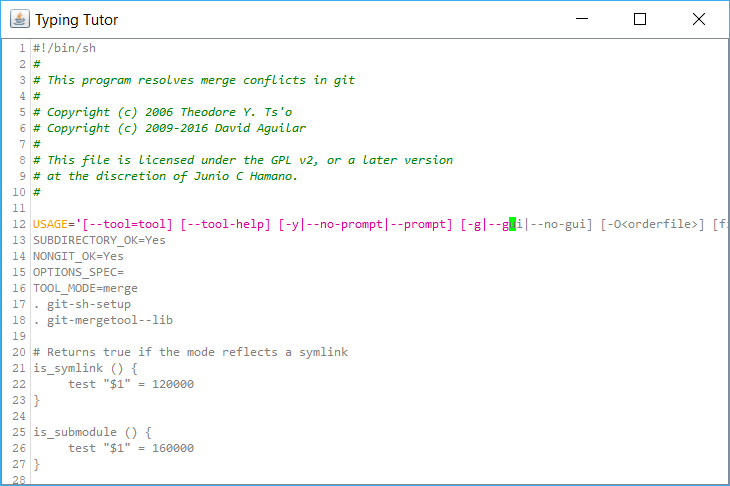 Typing Tutor
1 #!/bin/sh
2 #
3 # This program resolves merge conflicts in git
4 #
5 # Copyright (c) 2006 Theodore Y. Ts'o
6 # Copyright (c) 2009-2016 David Aguilar
7 #
8 # This file is licensed under the GPL v2, or a later version
9 # at the discretion of Junio C Hamano.
10 #
11
12 USAGE='[--tool=tool] [--tool-help] [-y|--no-prompt|--prompt] [-g|--gui|--no-gui] [-O<orderfile>] [fi
13 SUBDIRECTORY_OK=Yes
14 NONGIT_OK=Yes
15 OPTIONS_SPEC=
16 TOOL_MODE=merge
17 . git-sh-setup
18 . git-mergetool--lib
19
20 # Returns true if the mode reflects a symlink
21 is_symlink () {
22 test "$1" = 120000
23 }
24
25 is_submodule () {
26 test "$1" = 160000
27 }
28